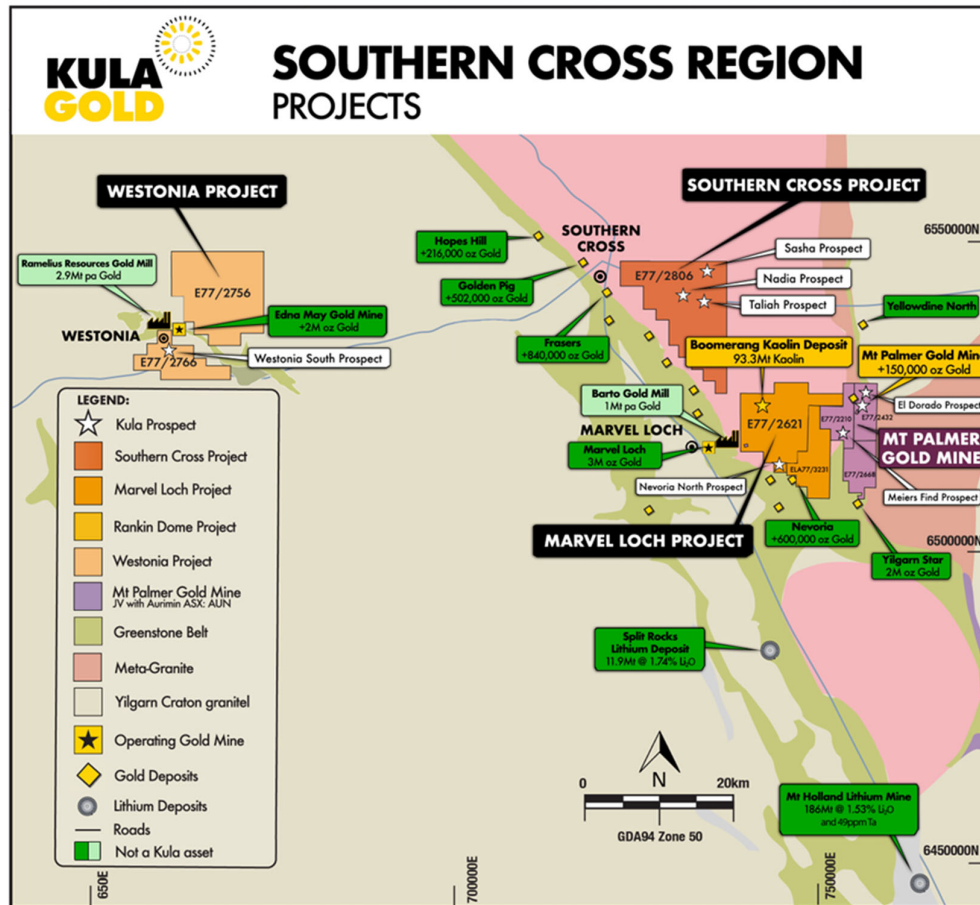 KULA
GOLD
SOUTHERN CROSS REGION
PROJECTS
WESTONIA PROJECT
SOUTHERN CROSS PROJECT
6550000N
Hopes Hill
+216,000 oz Gold
SOUTHERN
CROSS
Sasha Prospect
Ramelius Resources Gold Mill
2.9Mt pa Gold
E77/2806
Nadia Prospect
E77/2756
Golden Pig
+502,000 oz Gold
Taliah Prospect
Yellowdine North
Edna May Gold Mine
+2M oz Gold
WESTONIA
Frasers
+840,000 oz Gold
Boomerang Kaolin Deposit
93.3Mt Kaolin
Mt Palmer Gold Mine
+150,000 oz Gold
E77/2766
Westonia South Prospect
Barto Gold Mill
1Mt pa Gold
El Dorado Prospect
E77/2621
E77/2210
E77/2432
MARVEL LOCH
MT PALMER
GOLD MINE
Marvel Loch
3M oz Gold
ELA77/3231
E77/2668
Nevoria North Prospect
Meiers Find Prospect
MARVEL LOCH PROJECT
Nevoria
+600,000 oz Gold
6500000N
Yilgarn Star
2M oz Gold
LEGEND:
Kula Prospect
Southern Cross Project
Marvel Loch Project
Rankin Dome Project
Westonia Project
Mt Palmer Gold Mine
JV with Aurimin ASX: AUN
Greenstone Belt
Meta-Granite
Yilgarn Craton granitel
Operating Gold Mine
Gold Deposits
Lithium Deposits
Roads
Not a Kula asset
Split Rocks
Lithium Deposit
11.9Mt @ 1.74% Li₂O
N
0
20km
GDA94 Zone 50
Mt Holland Lithium Mine
186Mt @ 1.53% Li₂O
and 49ppm Ta
6450000N
650E
700000E
750000E